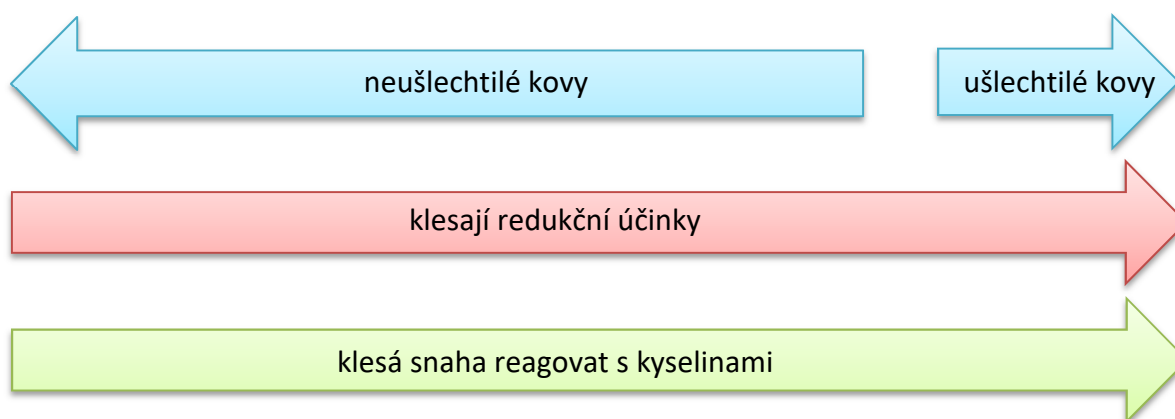 neušlechtilé kovy
ušlechtilé kovy
klesají redukční účinky
klesá snaha reagovat s kyselinami